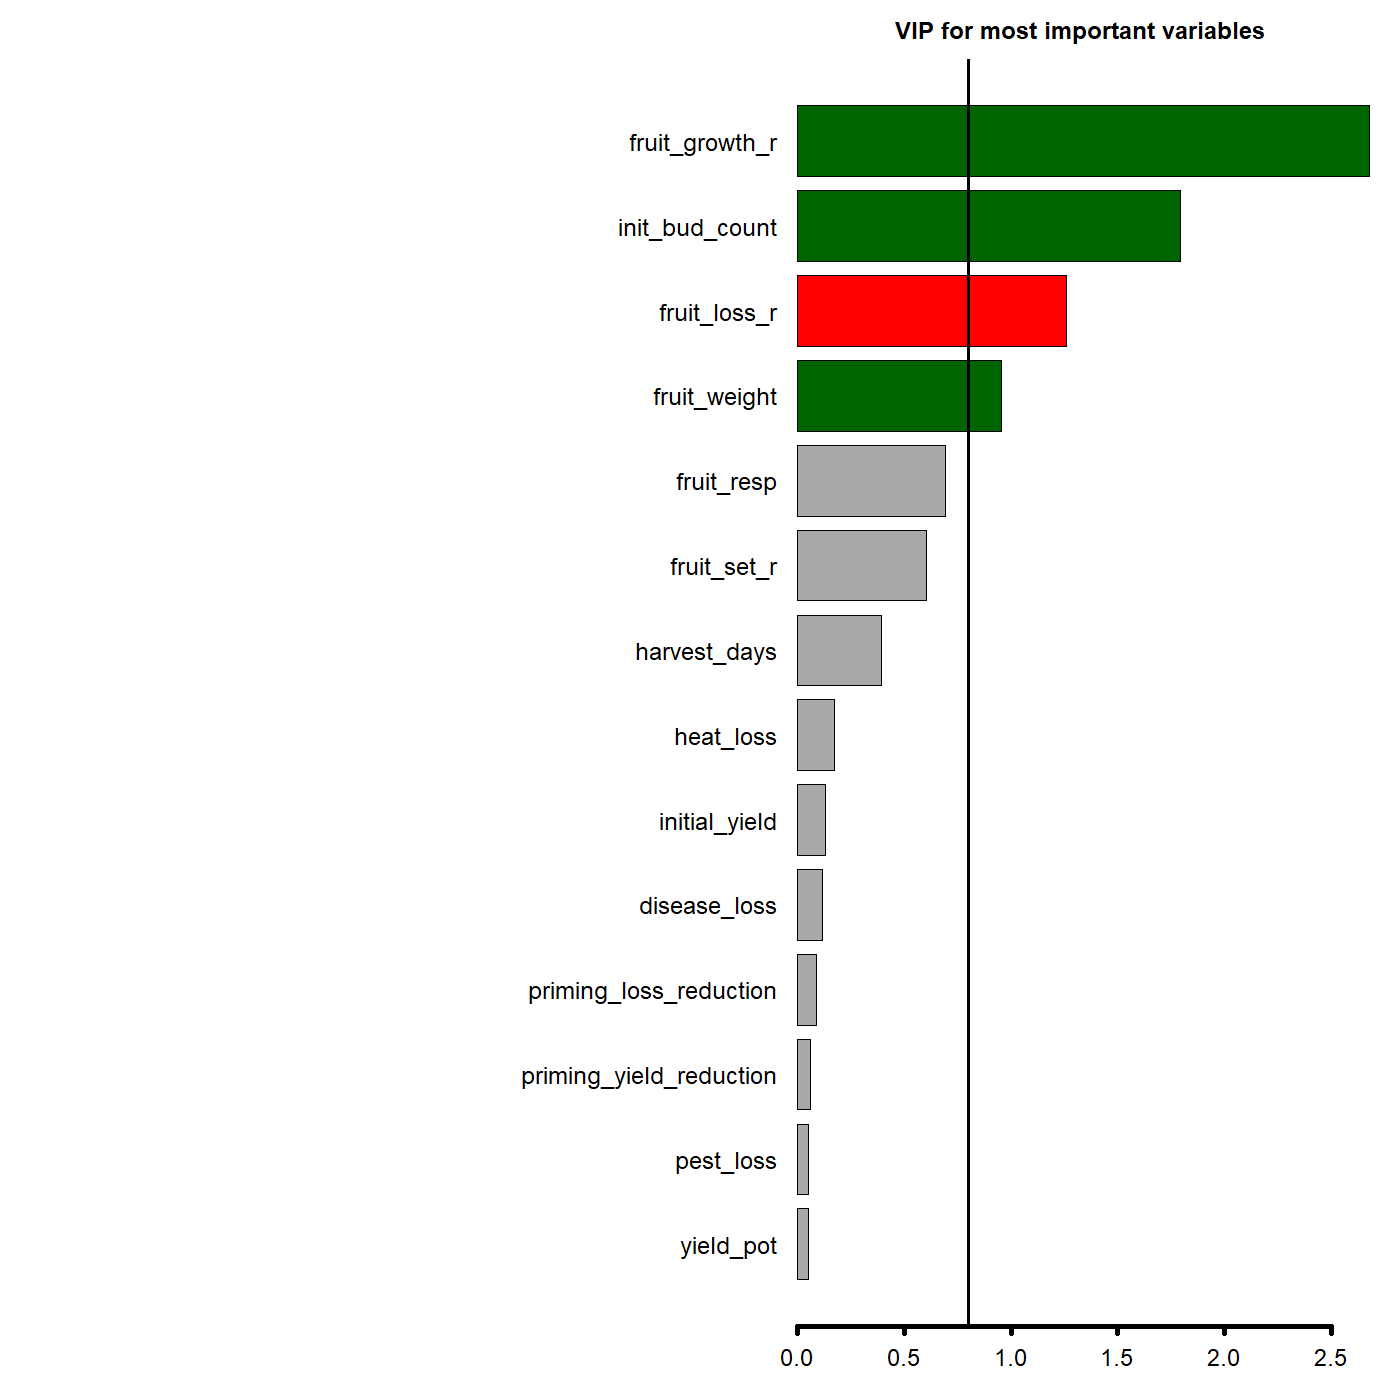 VIP for most important variables
fruit_growth_r
init_bud_count
fruit_loss_r
fruit_weight
fruit_resp
fruit_set_r
harvest_days
heat_loss
initial_yield
disease_loss
priming_loss_reduction
priming_yield_reduction
pest_loss
yield_pot
0.0 0.5 1.0 1.5 2.0 2.5